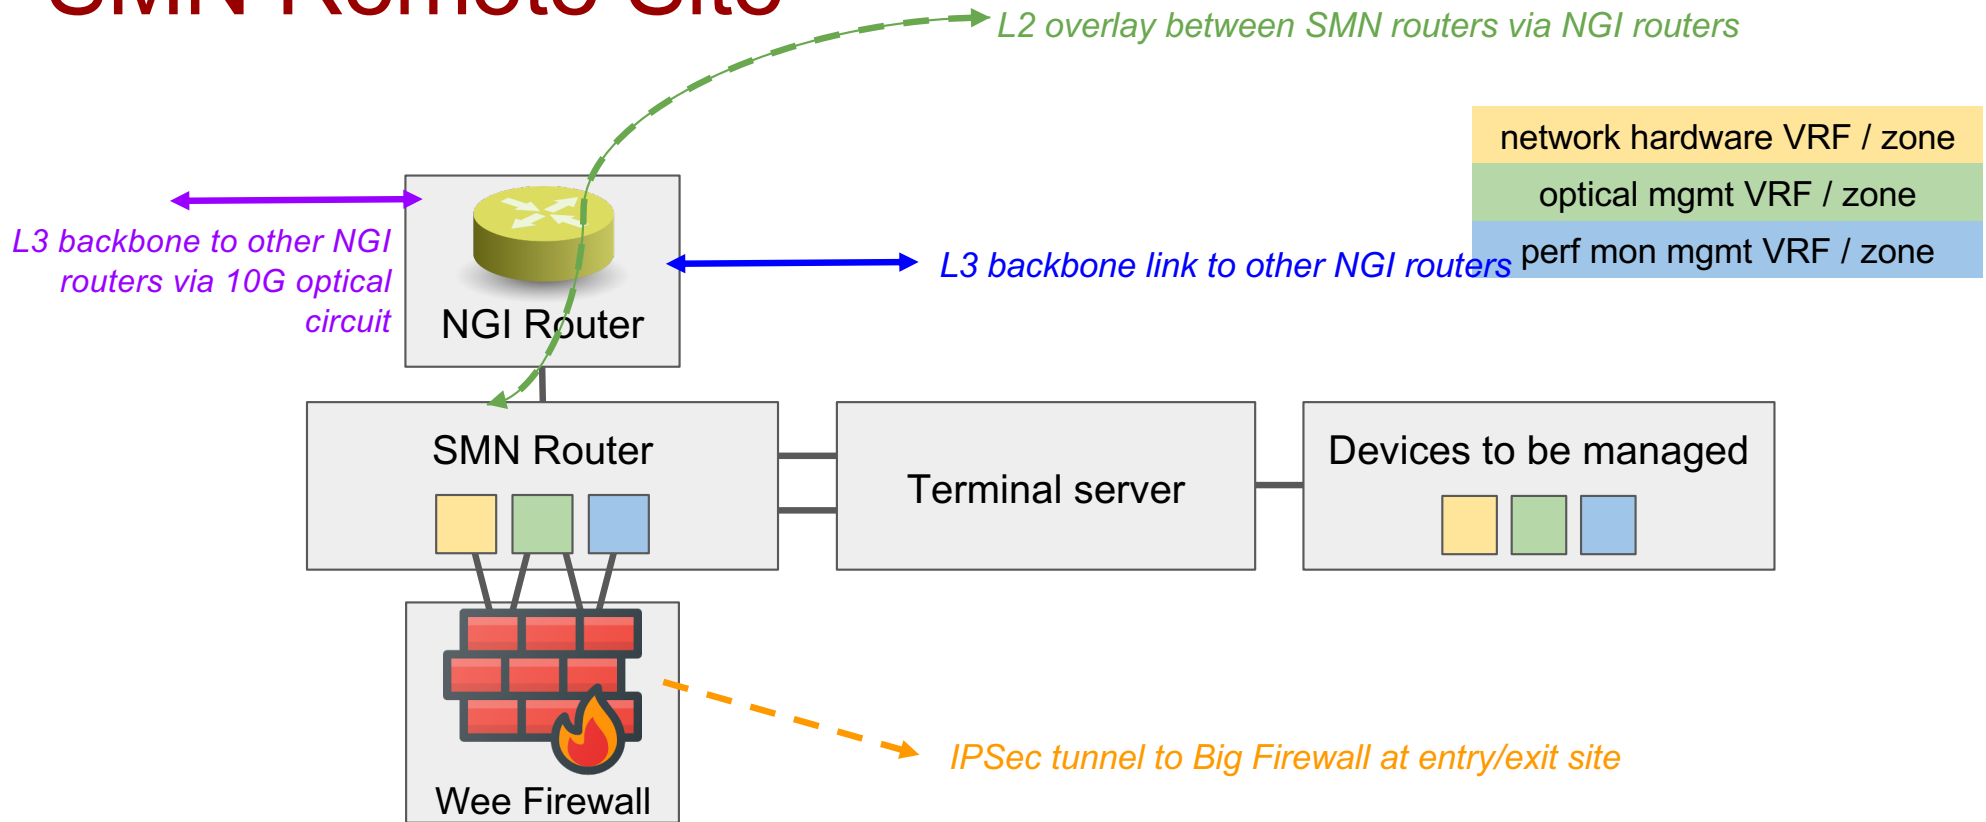 SMN Remote Site
L2 overlay between SMN routers via NGI routers
network hardware VRF / zone
optical mgmt VRF / zone
perf mon mgmt VRF / zone
L3 backbone to other NGI
routers via 10G optical
circuit
L3 backbone link to other NGI routers
NGI Router
SMN Router
Terminal server
Devices to be managed
IPSec tunnel to Big Firewall at entry/exit site
Wee Firewall